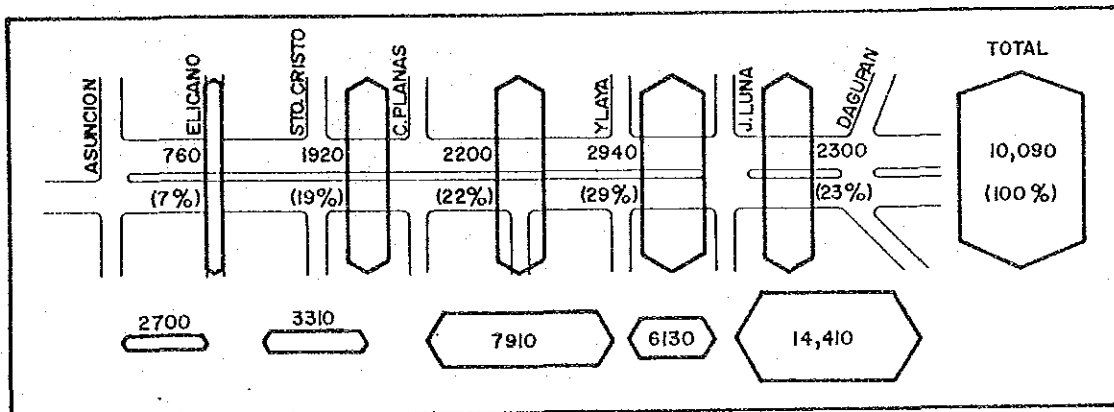 TOTAL
ASUNCION
ELICANO
STO. CRISTO
C. PLANAS
YLAYA
J. LUNA
DAGUPAN
760
1920
2200
2940
2300
10,090
(7%)
(19%)
(22%)
(29%)
(23%)
(100%)
2700
3310
7910
6130
14,410